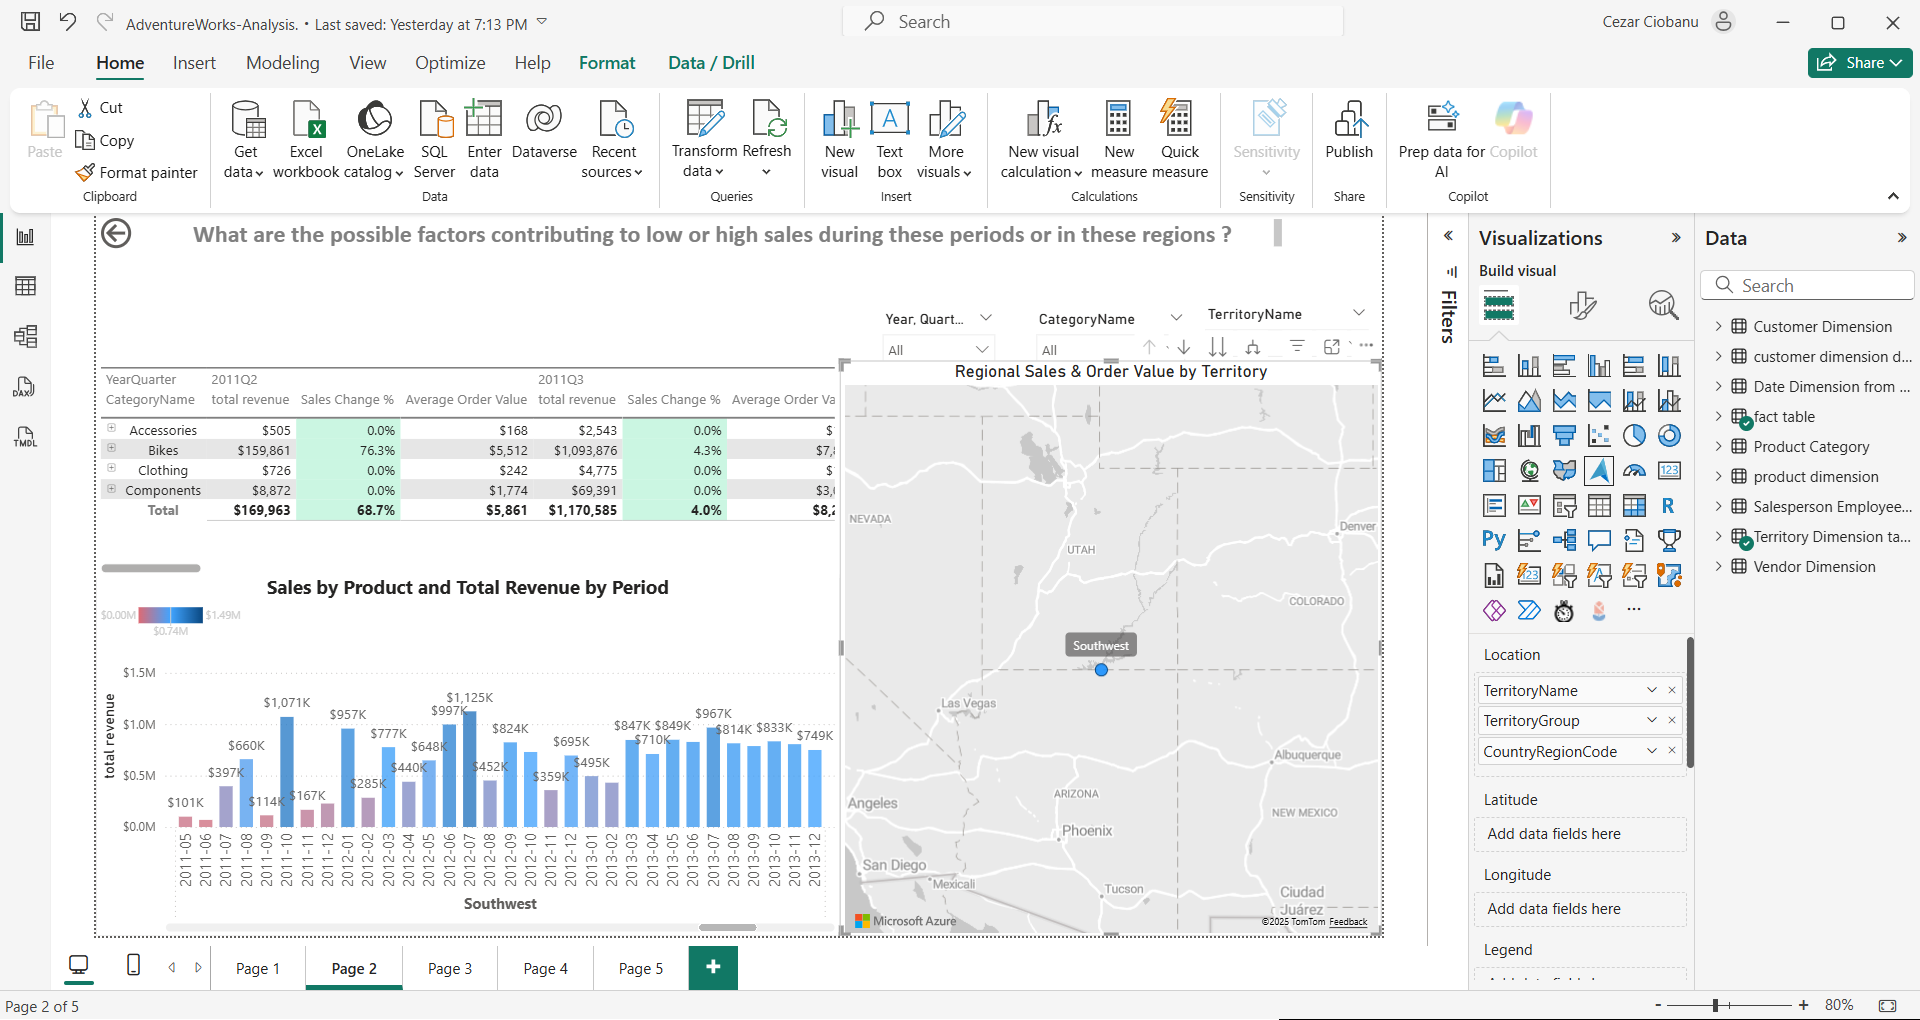 AdventureWorks-Analysis. • Last saved: Yesterday at 7:13 PM
Search
Cezar Ciobanu
File
Home
Insert
Modeling
View
Optimize
Help
Format
Data / Drill
Share
Paste
Cut
Copy
Format painter
Clipboard
Get data
Excel workbook
OneLake catalog
SQL Server
Enter data
Dataverse
Recent sources
Data
Transform data
Refresh
Queries
New visual
Text box
More visuals
Insert
New visual calculation
New measure
Quick measure
Calculations
Sensitivity
Sensitivity
Publish
Share
Prep data for AI
Copilot
Copilot
DAX
TMDL
What are the possible factors contributing to low or high sales during these periods or in these regions ?
Year, Quart...
All
CategoryName
All
TerritoryName
YearQuarter 2011Q2 2011Q3
CategoryName total revenue Sales Change % Average Order Value total revenue Sales Change % Average Order Va
Accessories $505 0.0% $168 $2,543 0.0% $
Bikes $159,861 76.3% $5,512 $1,093,876 4.3% $7,
Clothing $726 0.0% $242 $4,775 0.0% $
Components $8,872 0.0% $1,774 $69,391 0.0% $3,
Total $169,963 68.7% $5,861 $1,170,585 4.0% $8,2
Sales by Product and Total Revenue by Period
$0.00M $1.49M
$0.74M
total revenue
$1.5M
$1.0M
$0.5M
$0.0M
$101K
$397K
$660K
$114K
$1,071K
$167K
$957K
$285K
$777K
$440K
$648K
$997K
$1,125K
$452K
$824K
$359K
$695K
$495K
$847K
$710K
$849K
$967K
$814K
$833K
$749K
2011-05
2011-06
2011-07
2011-08
2011-09
2011-10
2011-11
2011-12
2012-01
2012-02
2012-03
2012-04
2012-05
2012-06
2012-07
2012-08
2012-09
2012-10
2012-11
2012-12
2013-01
2013-02
2013-03
2013-04
2013-05
2013-06
2013-07
2013-08
2013-09
2013-10
2013-11
2013-12
Southwest
Regional Sales & Order Value by Territory
NEVADA
UTAH
Denver
COLORADO
Southwest
Las Vegas
Albuquerque
Angeles
ARIZONA
NEW MEXICO
Phoenix
San Diego
Mexicali
Tucson
Ciudad Juárez
Microsoft Azure
©2025 TomTom Feedback
Filters
Visualizations
Build visual
123
R
Py
123
Location
TerritoryName
TerritoryGroup
CountryRegionCode
Latitude
Add data fields here
Longitude
Add data fields here
Legend
Data
Search
Customer Dimension
customer dimension d...
Date Dimension from ...
fact table
Product Category
product dimension
Salesperson Employee...
Territory Dimension ta...
Vendor Dimension
Page 1
Page 2
Page 3
Page 4
Page 5
+
Page 2 of 5
- + 80%